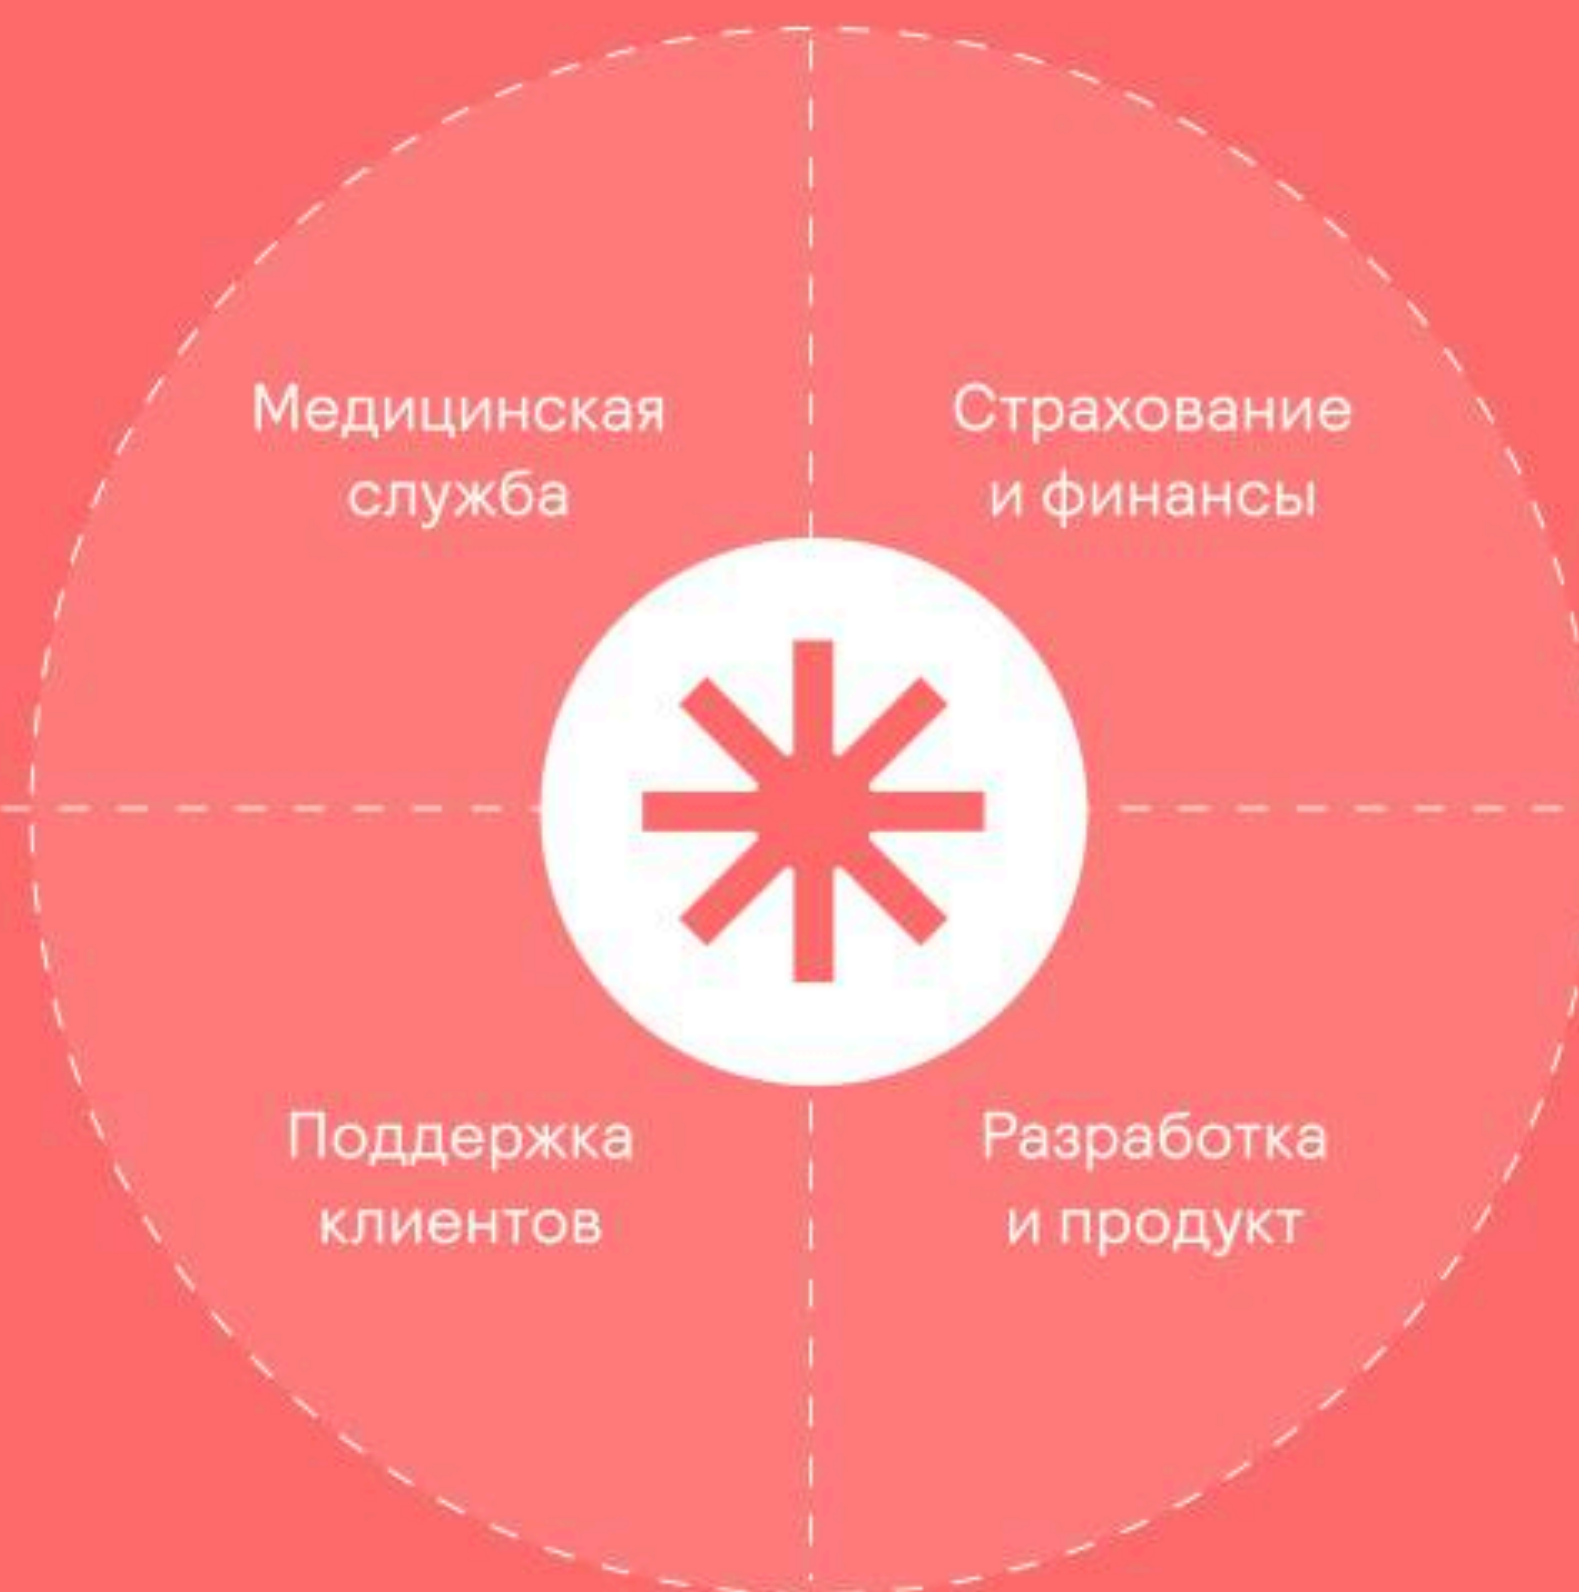 Медицинская
служба
Страхование
и финансы
Поддержка
клиентов
Разработка
и продукт